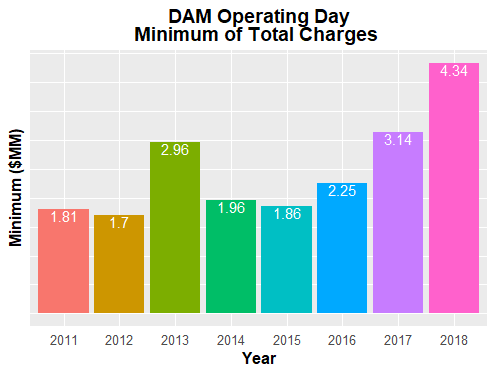 DAM Operating Day
Minimum of Total Charges
Minimum ($MM)
1.81
1.7
2.96
1.96
1.86
2.25
3.14
4.34
2011 2012 2013 2014 2015 2016 2017 2018
Year